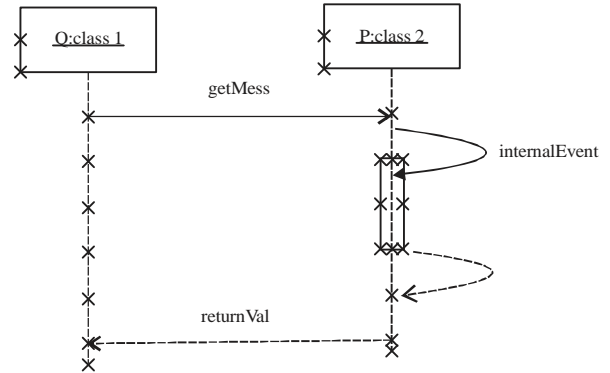 Q:class 1
P:class 2
getMess
internalEvent
returnVal